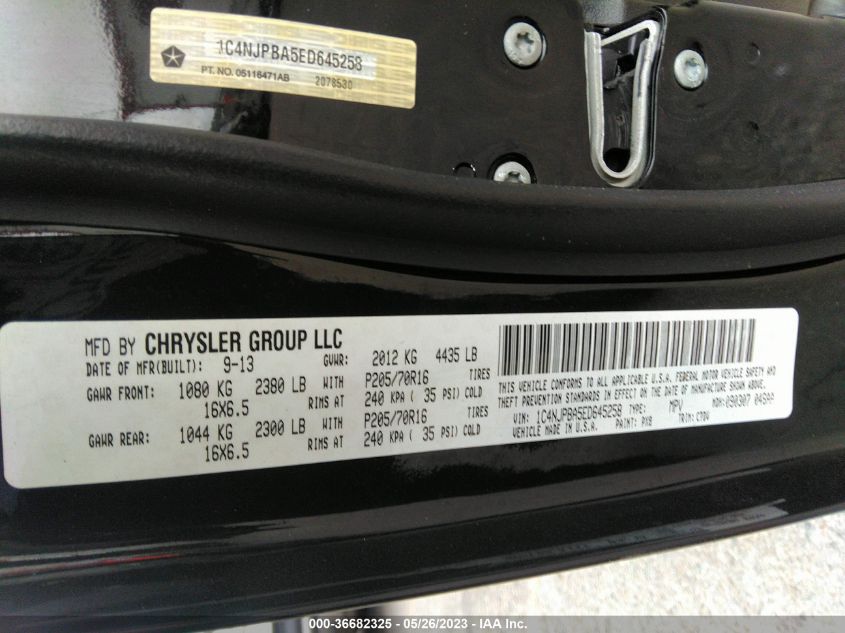 1C4NJPBA5ED645258
PT. NO. 05116471AB 2078530
MFD BY CHRYSLER GROUP LLC
DATE OF MFR(BUILT): 9-13 GVWR: 2012 KG 4435 LB
GAWR FRONT: 1080 KG 2380 LB WITH P205/70R16 TIRES
16X6.5 RIMS AT 240 KPA ( 35 PSI) COLD
GAWR REAR: 1044 KG 2300 LB WITH P205/70R16 TIRES
16X6.5 RIMS AT 240 KPA ( 35 PSI) COLD
THIS VEHICLE CONFORMS TO ALL APPLICABLE U.S.A. FEDERAL MOTOR VEHICLE SAFETY AND
THEFT PREVENTION STANDARDS IN EFFECT ON THE DATE OF MANUFACTURE SHOWN ABOVE.
VIN: 1C4NJPBA5ED645258 TYPE: MPV MDH: 090307 048AA
VEHICLE MADE IN U.S.A. PAINT: PX8 TRIM: CTDV
000-36682325 - 05/26/2023 - IAA Inc.